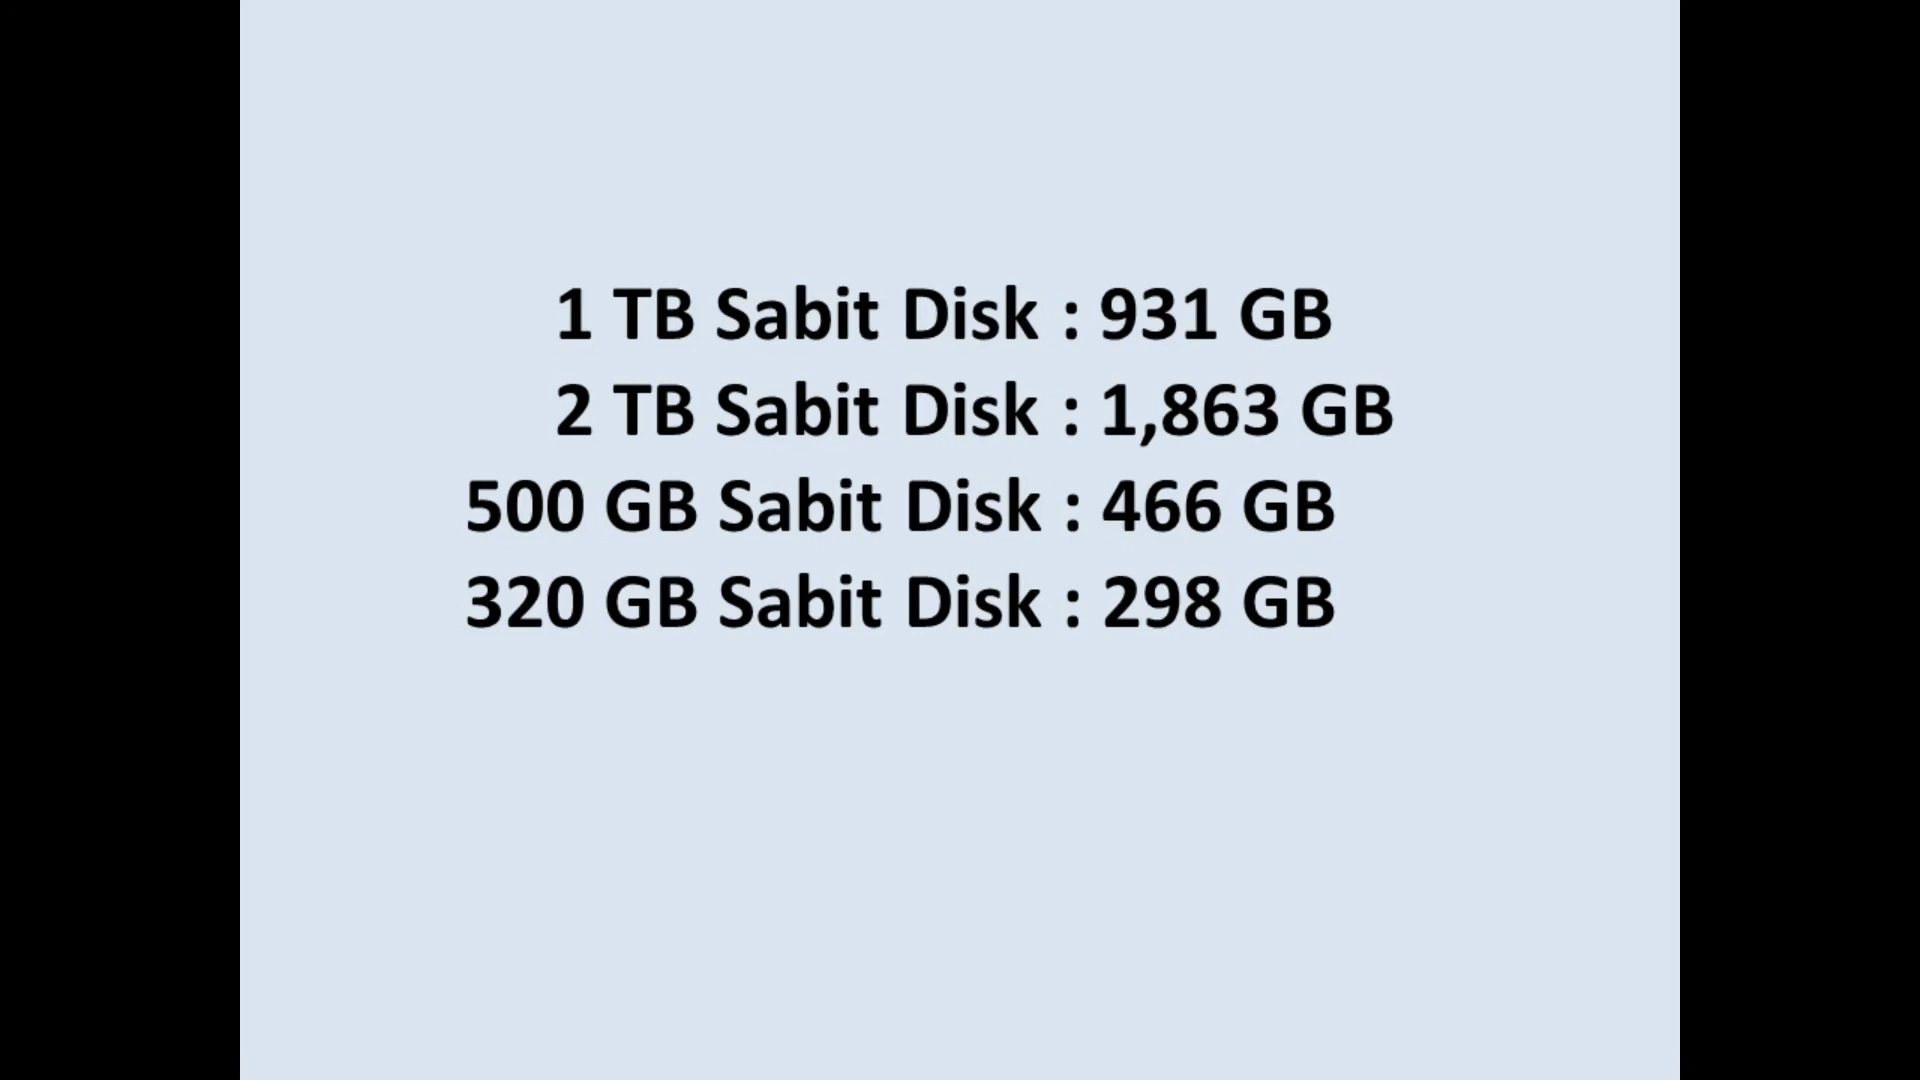 1 TB Sabit Disk : 931 GB
2 TB Sabit Disk : 1,863 GB
500 GB Sabit Disk : 466 GB
320 GB Sabit Disk : 298 GB